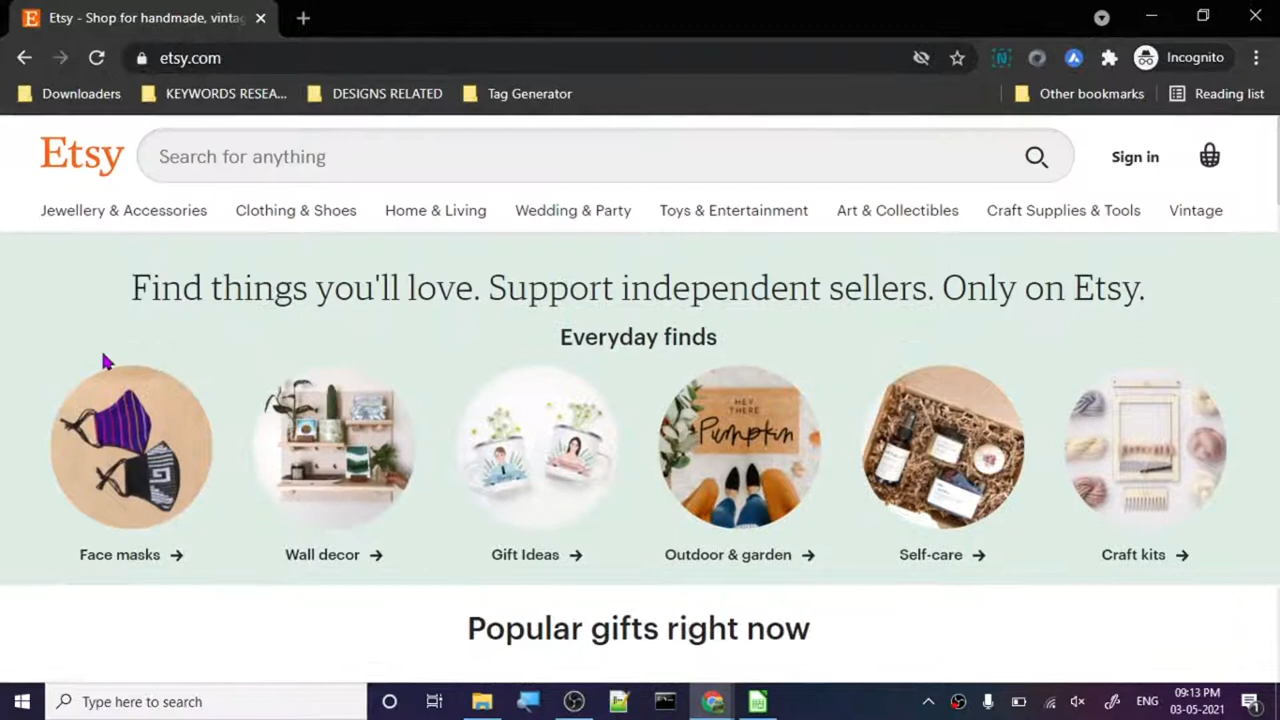 Etsy - Shop for handmade, vintag
etsy.com
Incognito
Downloaders
KEYWORDS RESEA...
DESIGNS RELATED
Tag Generator
Other bookmarks
Reading list
Etsy
Search for anything
Sign in
Jewellery & Accessories
Clothing & Shoes
Home & Living
Wedding & Party
Toys & Entertainment
Art & Collectibles
Craft Supplies & Tools
Vintage
Find things you'll love. Support independent sellers. Only on Etsy.
Everyday finds
HEY
THERE
Pumpkin
Face masks →
Wall decor →
Gift Ideas →
Outdoor & garden →
Self-care →
Craft kits →
Popular gifts right now
Type here to search
ENG
09:13 PM
03-05-2021